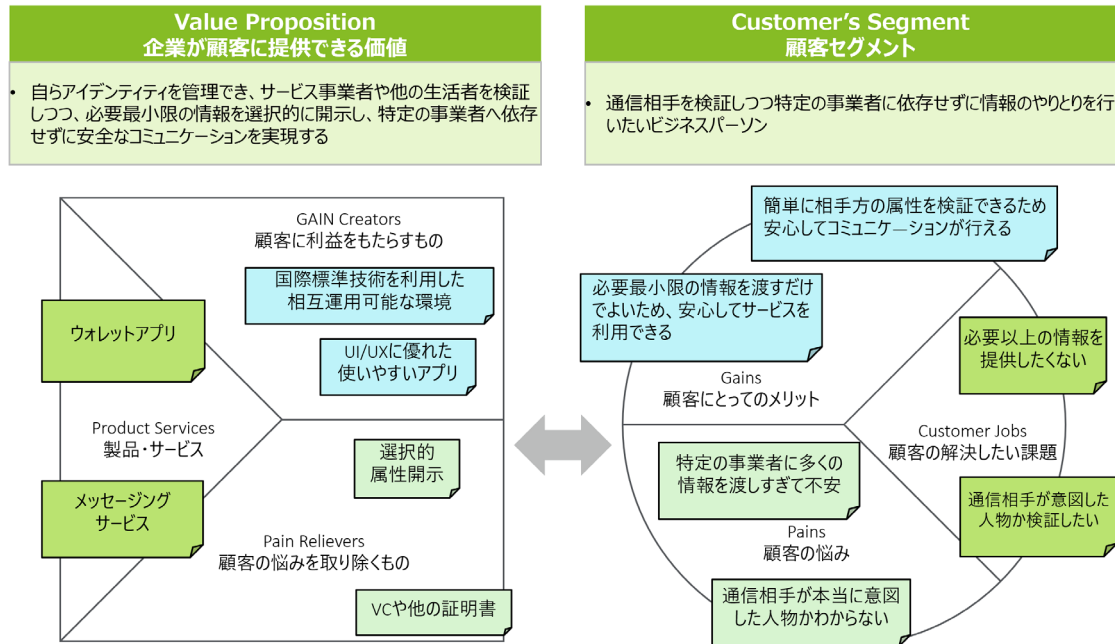 Value Proposition
企業が顧客に提供できる価値
• 自らアイデンティティを管理でき、サービス事業者や他の生活者を検証
しつつ、必要最小限の情報を選択的に開示し、特定の事業者へ依存
せずに安全なコミュニケーションを実現する
GAIN Creators
顧客に利益をもたらすもの
国際標準技術を利用した
相互運用可能な環境
UI/UXに優れた
使いやすいアプリ
ウォレットアプリ
Product Services
製品・サービス
メッセージング
サービス
選択的
属性開示
Pain Relievers
顧客の悩みを取り除くもの
VCや他の証明書
Customer's Segment
顧客セグメント
• 通信相手を検証しつつ特定の事業者に依存せずに情報のやりとりを行
いたいビジネスパーソン
簡単に相手方の属性を検証できるため
安心してコミュニケ―ションが行える
必要最小限の情報を渡すだけ
でよいため、安心してサービスを
利用できる
Gains
顧客にとってのメリット
必要以上の情報を
提供したくない
Customer Jobs
顧客の解決したい課題
通信相手が意図した
人物か検証したい
特定の事業者に多くの
情報を渡しすぎて不安
Pains
顧客の悩み
通信相手が本当に意図
した人物かわからない